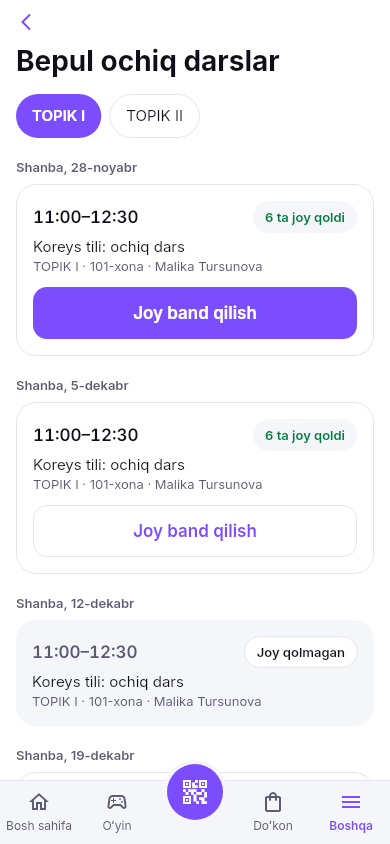 Bepul ochiq darslar
TOPIK I
TOPIK II
Shanba, 28-noyabr
11:00–12:30
6 ta joy qoldi
Koreys tili: ochiq dars
TOPIK I · 101-xona · Malika Tursunova
Joy band qilish
Shanba, 5-dekabr
11:00–12:30
6 ta joy qoldi
Koreys tili: ochiq dars
TOPIK I · 101-xona · Malika Tursunova
Joy band qilish
Shanba, 12-dekabr
11:00–12:30
Joy qolmagan
Koreys tili: ochiq dars
TOPIK I · 101-xona · Malika Tursunova
Shanba, 19-dekabr
Bosh sahifa
Oʻyin
Doʻkon
Boshqa